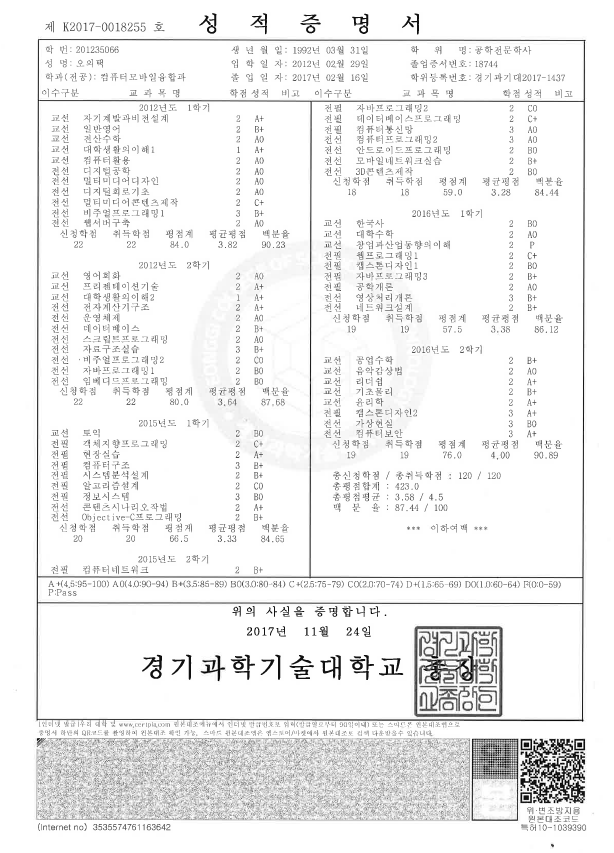 제 K2017-0018255 호
성 적 증 명 서
학 번: 201235066
생 년 월 일: 1992년 03월 31일
학 위 명: 공학전문학사
성 명: 오의택
입 학 일 자: 2012년 02월 29일
졸업증서번호: 18744
학과(전공): 컴퓨터모바일융합과
졸 업 일 자: 2017년 02월 16일
학위등록번호: 경기과기대2017-1437
이수구분 교 과 목 명 학점 성적 비고
2012년도 1학기
교선 자기계발과비전설계 2 A+
교선 일반영어 2 B+
교선 전산수학 2 A0
교선 대학생활의이해1 1 A+
교선 컴퓨터활용 2 A0
전선 디지털공학 2 A0
전선 멀티미디어디자인 2 A0
전선 디지털회로기초 2 A0
전선 멀티미디어콘텐츠제작 2 C+
전선 비주얼프로그래밍1 3 B+
전선 웹서버구축 2 A0
신청학점 취득학점 평점계 평균평점 백분율
22 22 84.0 3.82 90.23
2012년도 2학기
교선 영어회화 2 A0
교선 프리젠테이션기술 2 A+
교선 대학생활의이해2 1 A+
전선 전자계산기구조 2 A+
전선 운영체제 2 A0
전선 데이터베이스 2 B+
전선 스크립트프로그래밍 2 A0
전선 자료구조실습 3 B+
전선 비주얼프로그래밍2 2 C0
전선 자바프로그래밍1 2 B0
전선 임베디드프로그래밍 2 B0
신청학점 취득학점 평점계 평균평점 백분율
22 22 80.0 3.64 87.68
2015년도 1학기
교선 토익 2 B0
전필 객체지향프로그래밍 2 C+
전필 현장실습 2 A+
전필 컴퓨터구조 3 B+
전필 시스템분석설계 2 B+
전필 알고리즘설계 2 C0
전필 정보시스템 3 B0
전선 콘텐츠시나리오작법 2 A+
전선 Objective-C프로그래밍 2 B+
신청학점 취득학점 평점계 평균평점 백분율
20 20 66.5 3.33 84.65
2015년도 2학기
전필 컴퓨터네트워크 2 B+
이수구분 교 과 목 명 학점 성적 비고
전필 자바프로그래밍2 2 C0
전필 데이터베이스프로그래밍 2 C+
전필 컴퓨터통신망 3 A0
전선 컴퓨터프로그래밍2 3 A0
전선 안드로이드프로그래밍 2 B0
전선 모바일네트워크실습 2 B+
전선 3D콘텐츠제작 2 B0
신청학점 취득학점 평점계 평균평점 백분율
18 18 59.0 3.28 84.44
2016년도 1학기
교선 한국사 2 B0
교선 대학수학 2 A0
교선 창업과산업동향의이해 2 P
전필 웹프로그래밍1 2 C+
전필 캡스톤디자인1 2 B0
전필 자바프로그래밍3 2 B+
전필 공학개론 2 A0
전선 영상처리개론 3 B+
전선 네트워크설계 2 B+
신청학점 취득학점 평점계 평균평점 백분율
19 19 57.5 3.38 86.12
2016년도 2학기
교선 공업수학 2 B+
교선 음악감상법 2 A0
교선 리더쉽 2 A+
교선 기초물리 2 B+
교선 윤리학 2 A+
전필 캡스톤디자인2 3 A+
전선 가상현실 3 B0
전선 컴퓨터보안 3 A+
신청학점 취득학점 평점계 평균평점 백분율
19 19 76.0 4.00 90.89
총신청학점 / 총취득학점 : 120 / 120
총평점합계 : 423.0
총평점평균 : 3.58 / 4.5
백 분 율 : 87.44 / 100
*** 이하여백 ***
A+(4.5:95-100) A0(4.0:90-94) B+(3.5:85-89) B0(3.0:80-84) C+(2.5:75-79) C0(2.0:70-74) D+(1.5:65-69) D0(1.0:60-64) F(0:0-59)
P:Pass
위의 사실을 증명합니다.
2017년 11월 24일
경기과학기술대학교 총장
위·변조방지용
원본대조코드
특허10-1039390
(Internet no) 3535574761163642